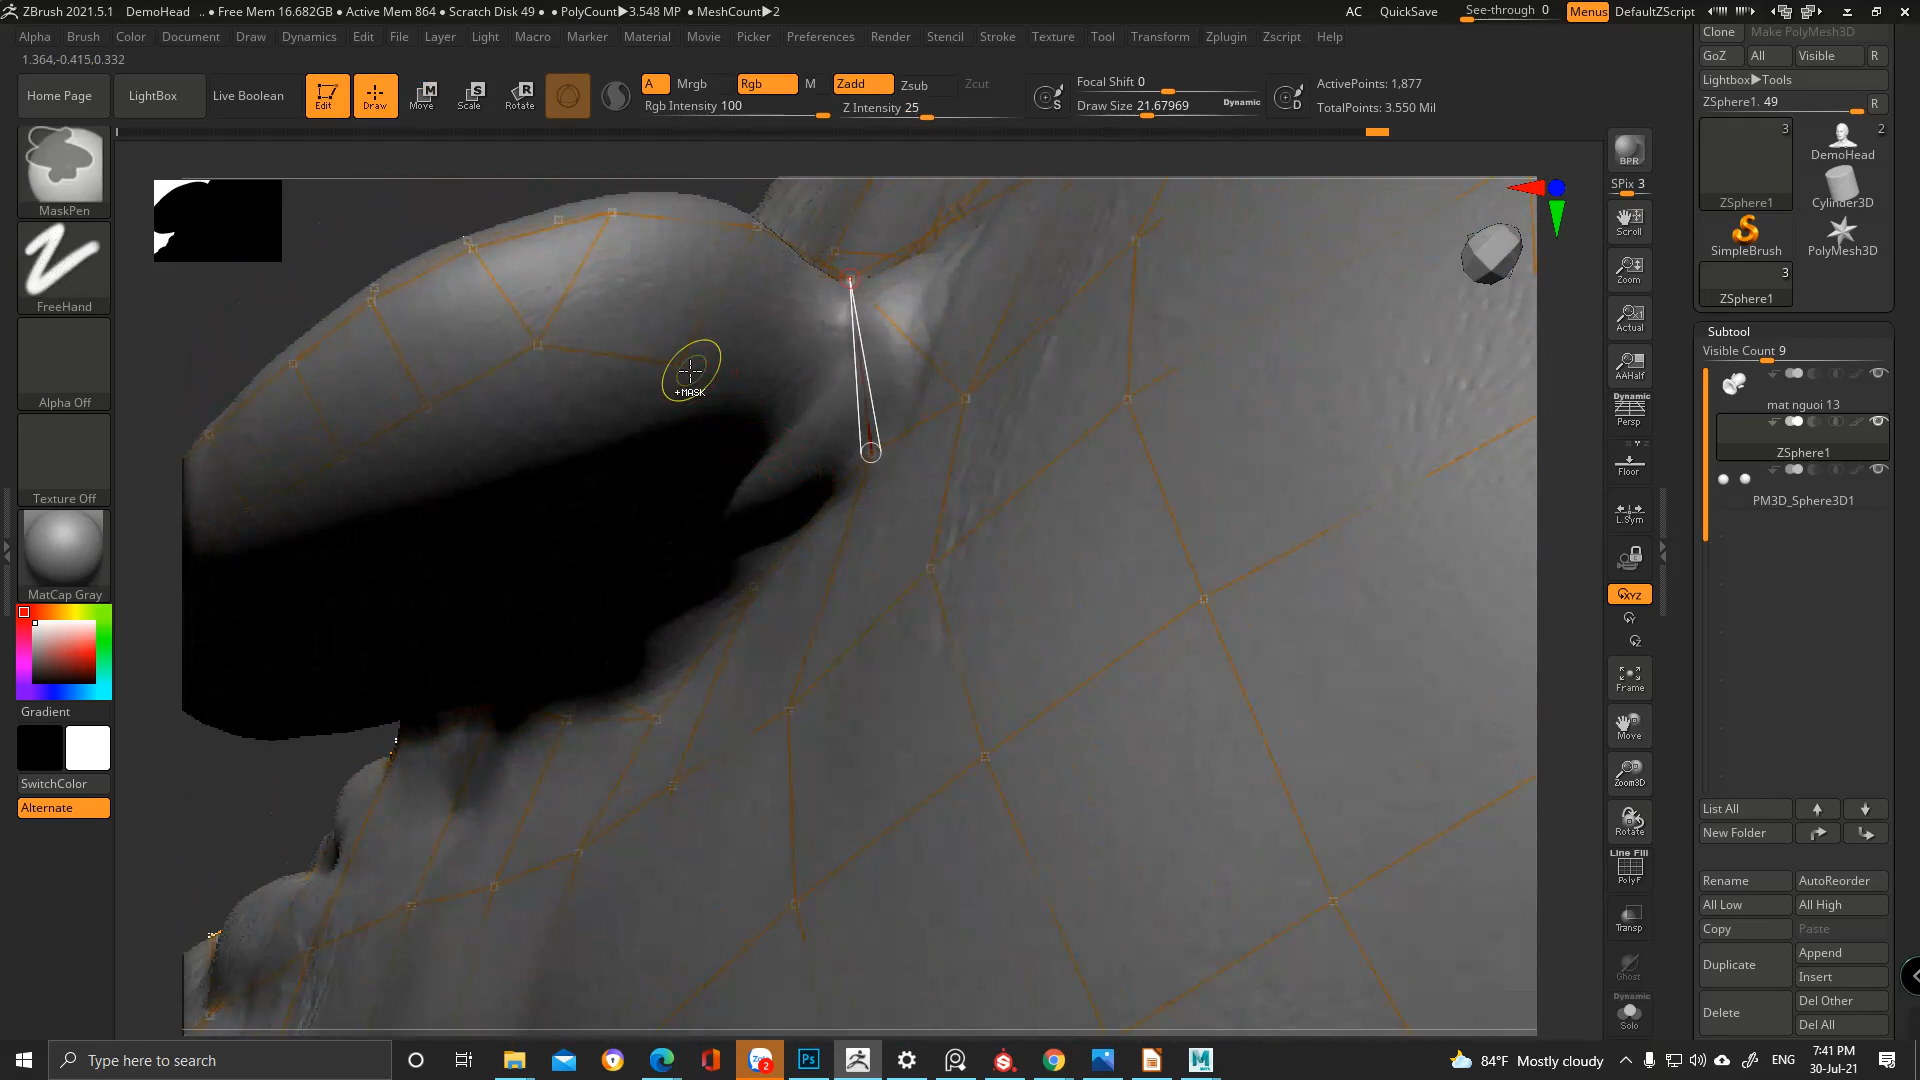 ZBrush 2021.5.1 DemoHead .. ● Free Mem 16.682GB ● Active Mem 864 ● Scratch Disk 49 ● PolyCount▶3.548 MP ● MeshCount▶2 AC QuickSave See-through 0 Menus DefaultZScript
Alpha Brush Color Document Draw Dynamics Edit File Layer Light Macro Marker Material Movie Picker Preferences Render Stencil Stroke Texture Tool Transform Zplugin Zscript Help
1.364,-0.415,0.332
Home Page LightBox Live Boolean Edit Draw Move Scale Rotate
A Mrgb Rgb M Zadd Zsub Zcut
Rgb Intensity 100 Z Intensity 25
Focal Shift 0
Draw Size 21.67969 Dynamic
S D
ActivePoints: 1,877
TotalPoints: 3.550 Mil
MaskPen
FreeHand
Alpha Off
Texture Off
MatCap Gray
Gradient
SwitchColor
Alternate
+MASK
BPR
SPix 3
Scroll
Zoom
Actual
AAHalf
Dynamic
Persp
Floor
L.Sym
XYZ
Y
Z
Frame
Move
Zoom3D
Rotate
Line Fill
PolyF
Transp
Ghost
Dynamic
Solo
Clone Make PolyMesh3D
GoZ All Visible R
Lightbox▶Tools
ZSphere1. 49 R
3 2
DemoHead
ZSphere1 Cylinder3D
SimpleBrush PolyMesh3D
3
ZSphere1
Subtool
Visible Count 9
mat nguoi 13
ZSphere1
PM3D_Sphere3D1
List All
New Folder
Rename AutoReorder
All Low All High
Copy Paste
Duplicate Append
Insert
Delete Del Other
Del All
Type here to search
2 Ps
84°F Mostly cloudy ENG 7:41 PM
30-Jul-21